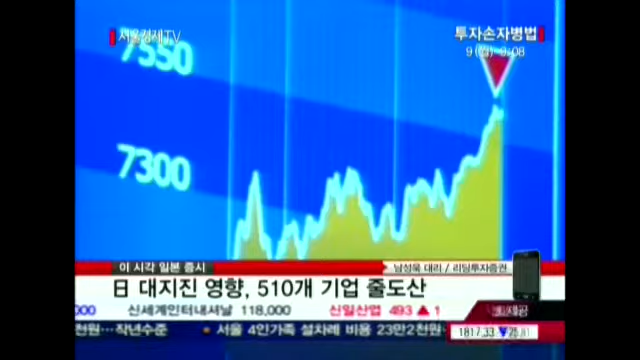 서울경제TV
투자손자병법
7550
7300
이 시각 일본 증시
남성욱 대리 / 리딩투자증권
日 대지진 영향, 510개 기업 줄도산
신세계인터내셔날 118,000 신일산업 493 ▲ 1
천원…작년수준 • 서울 4인가족 설차례 비용 23만2천원…
1817.33